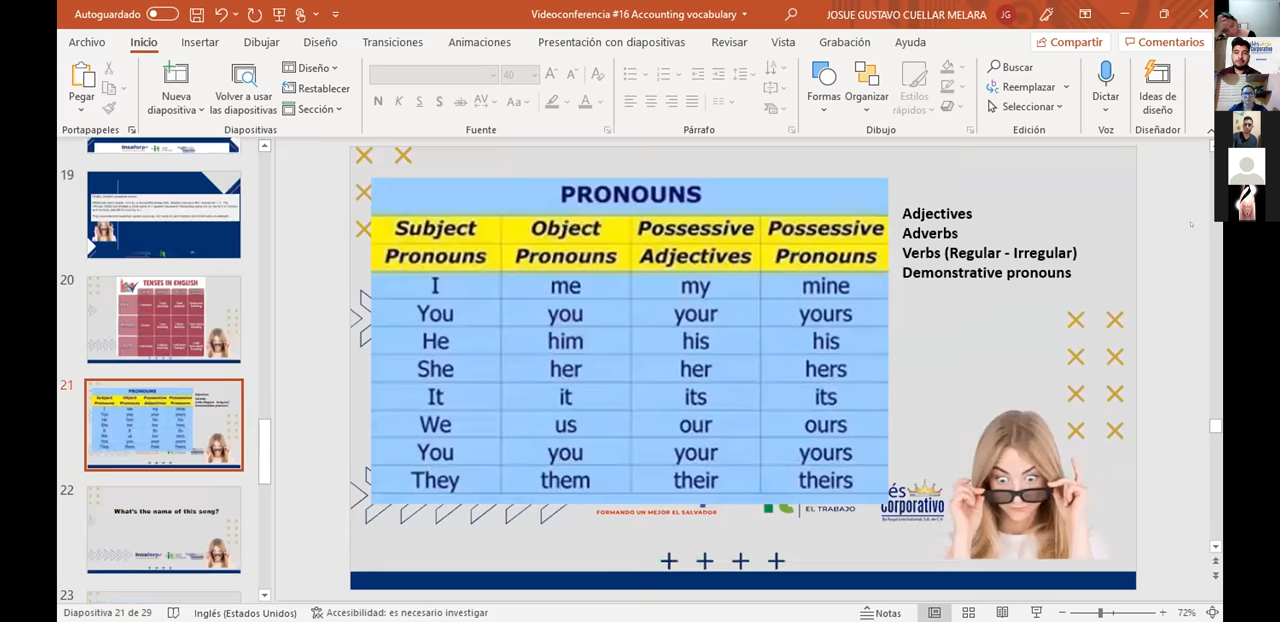 Autoguardado
Videoconferencia #16 Accounting vocabulary
JOSUE GUSTAVO CUELLAR MELARA
JG
Archivo Inicio Insertar Dibujar Diseño Transiciones Animaciones Presentación con diapositivas Revisar Vista Grabación Ayuda Compartir Comentarios
Pegar
Nueva diapositiva
Volver a usar las diapositivas
Diseño
Restablecer
Sección
40
N K S S ab AV Aa
Formas
Organizar
Estilos rápidos
Buscar
Reemplazar
Seleccionar
Dictar
Ideas de diseño
Portapapeles Diapositivas Fuente Párrafo Dibujo Edición Voz Diseñador
19
20
TENSES IN ENGLISH
21
22
What's the name of this song?
23
PRONOUNS
Subject Pronouns Object Pronouns Possessive Adjectives Possessive Pronouns
I me my mine
You you your yours
He him his his
She her her hers
It it its its
We us our ours
You you your yours
They them their theirs
Adjectives
Adverbs
Verbs (Regular - Irregular)
Demonstrative pronouns
FORMANDO UN MEJOR EL SALVADOR
EL TRABAJO
és
Corporativo
Diapositiva 21 de 29 Inglés (Estados Unidos) Accesibilidad: es necesario investigar Notas 72%